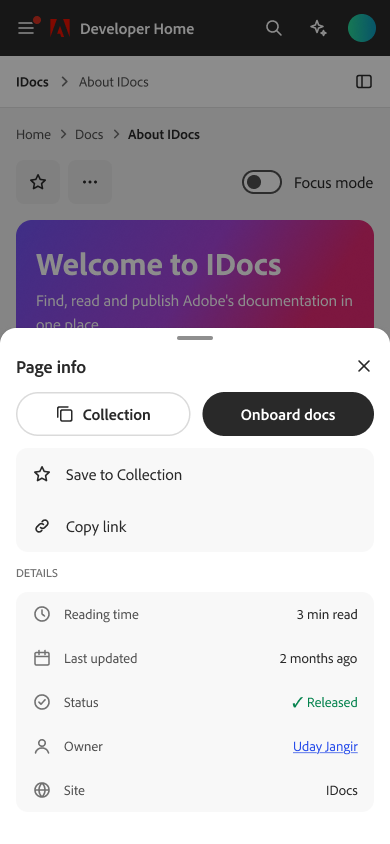 Developer Home
IDocs > About IDocs
Home > Docs > About IDocs
Focus mode
Welcome to IDocs
Find, read and publish Adobe's documentation in
one place
Page info
Collection
Onboard docs
Save to Collection
Copy link
DETAILS
Reading time 3 min read
Last updated 2 months ago
Status ✓ Released
Owner Uday Jangir
Site IDocs